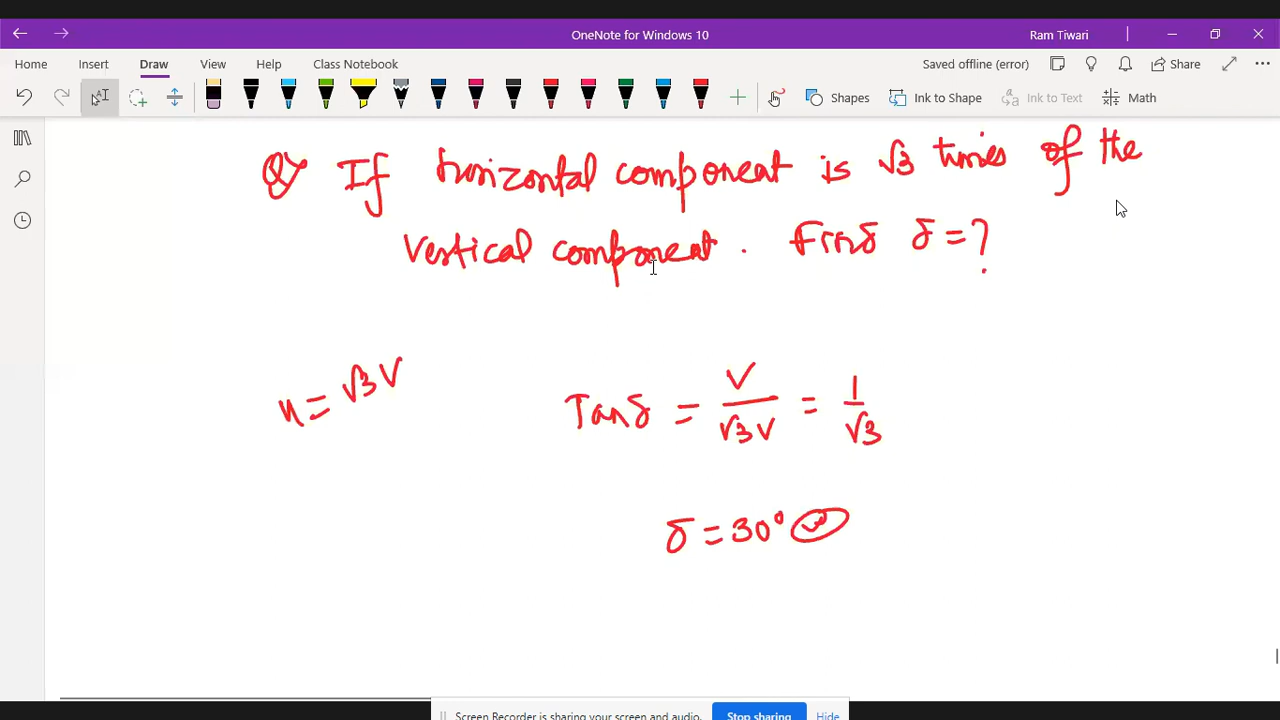 OneNote for Windows 10
Ram Tiwari
Home Insert Draw View Help Class Notebook
Saved offline (error) Share
Shapes Ink to Shape Ink to Text Math
Q If horizontal component is √3 times of the
vertical component. Find δ = ?
H = √3 V
Tanδ = V/√3V = 1/√3
δ = 30°
Screen Recorder is sharing your screen and audio. Stop sharing Hide